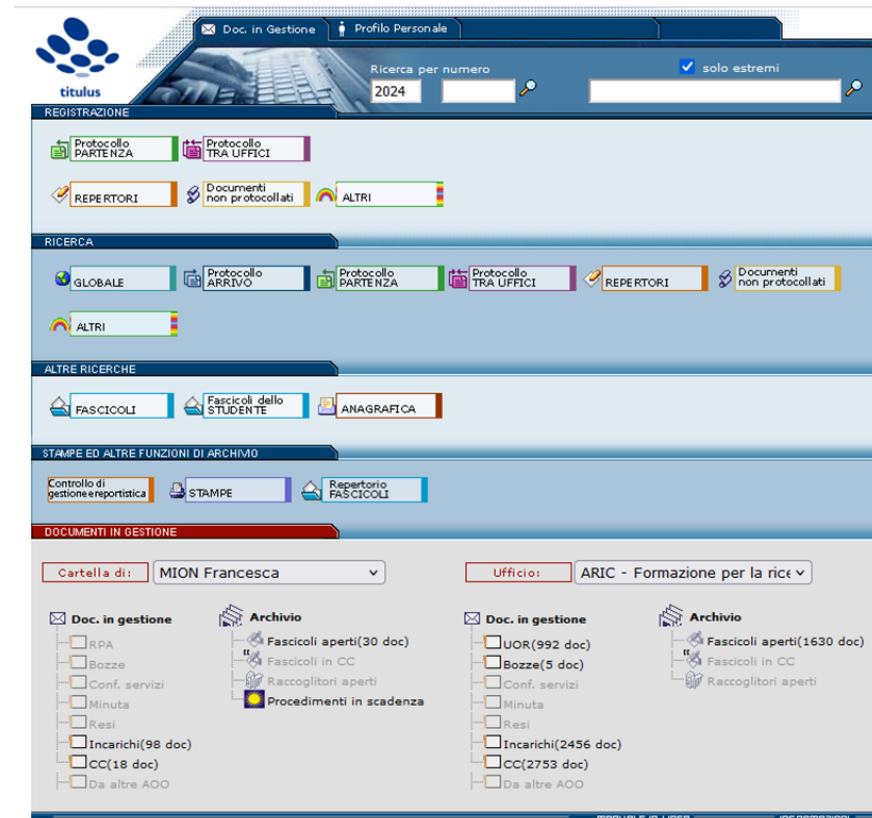 Doc. in Gestione Profilo Personale
titulus
Ricerca per numero solo estremi
2024
REGISTRAZIONE
Protocollo PARTENZA Protocollo TRA UFFICI
REPERTORI Documenti non protocollati ALTRI
RICERCA
GLOBALE Protocollo ARRIVO Protocollo PARTENZA Protocollo TRA UFFICI REPERTORI Documenti non protocollati
ALTRI
ALTRE RICERCHE
FASCICOLI Fascicoli dello STUDENTE ANAGRAFICA
STAMPE ED ALTRE FUNZIONI DI ARCHIVIO
Controllo di gestione e reportistica STAMPE Repertorio FASCICOLI
DOCUMENTI IN GESTIONE
Cartella di: MION Francesca Ufficio: ARIC - Formazione per la rice
Doc. in gestione Archivio Doc. in gestione Archivio
RPA Fascicoli aperti(30 doc) UOR(992 doc) Fascicoli aperti(1630 doc)
Bozze Fascicoli in CC Bozze(5 doc) Fascicoli in CC
Conf. servizi Raccoglitori aperti Conf. servizi Raccoglitori aperti
Minuta Procedimenti in scadenza Minuta
Resi Resi
Incarichi(98 doc) Incarichi(2456 doc)
CC(18 doc) CC(2753 doc)
Da altre AOO Da altre AOO